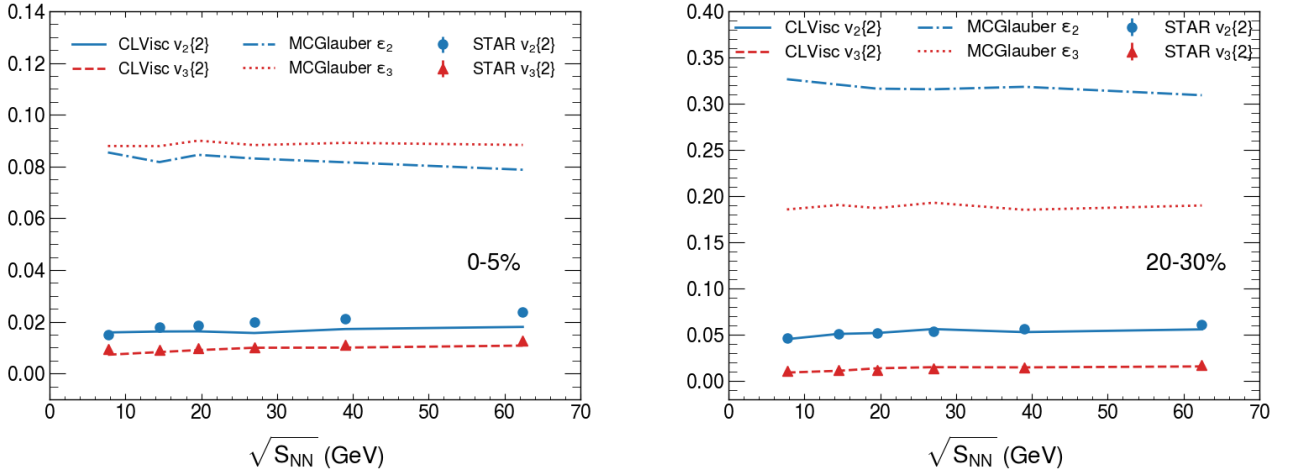 CLVisc v₂{2} MCGlauber ε₂ STAR v₂{2}
CLVisc v₃{2} MCGlauber ε₃ STAR v₃{2}
0.14
0.12
0.10
0.08
0.06
0.04
0.02
0.00
0-5%
0 10 20 30 40 50 60 70
√S_NN (GeV)
CLVisc v₂{2} MCGlauber ε₂ STAR v₂{2}
CLVisc v₃{2} MCGlauber ε₃ STAR v₃{2}
0.40
0.35
0.30
0.25
0.20
0.15
0.10
0.05
0.00
20-30%
0 10 20 30 40 50 60 70
√S_NN (GeV)